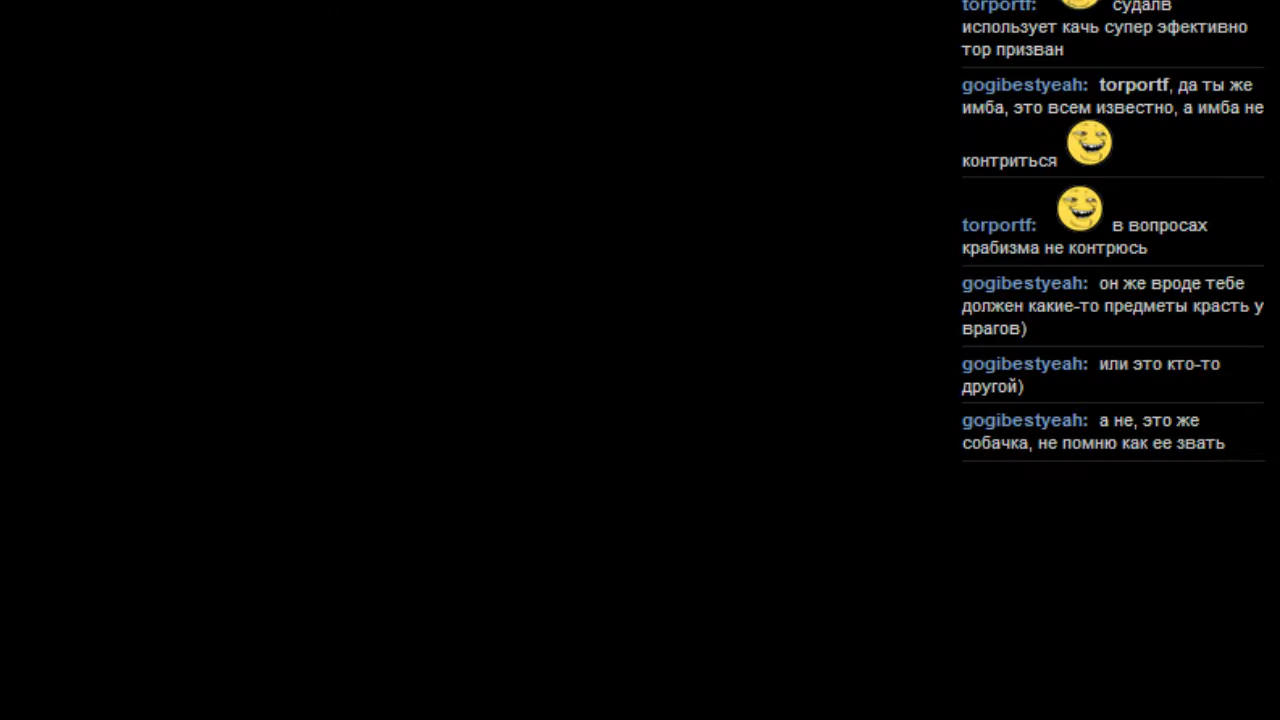 torportf: судалв
использует качь супер эфективно
тор призван
gogibestyeah: torportf, да ты же
имба, это всем известно, а имба не
контриться
torportf: в вопросах
крабизма не контрюсь
gogibestyeah: он же вроде тебе
должен какие-то предметы красть у
врагов)
gogibestyeah: или это кто-то
другой)
gogibestyeah: а не, это же
собачка, не помню как ее звать